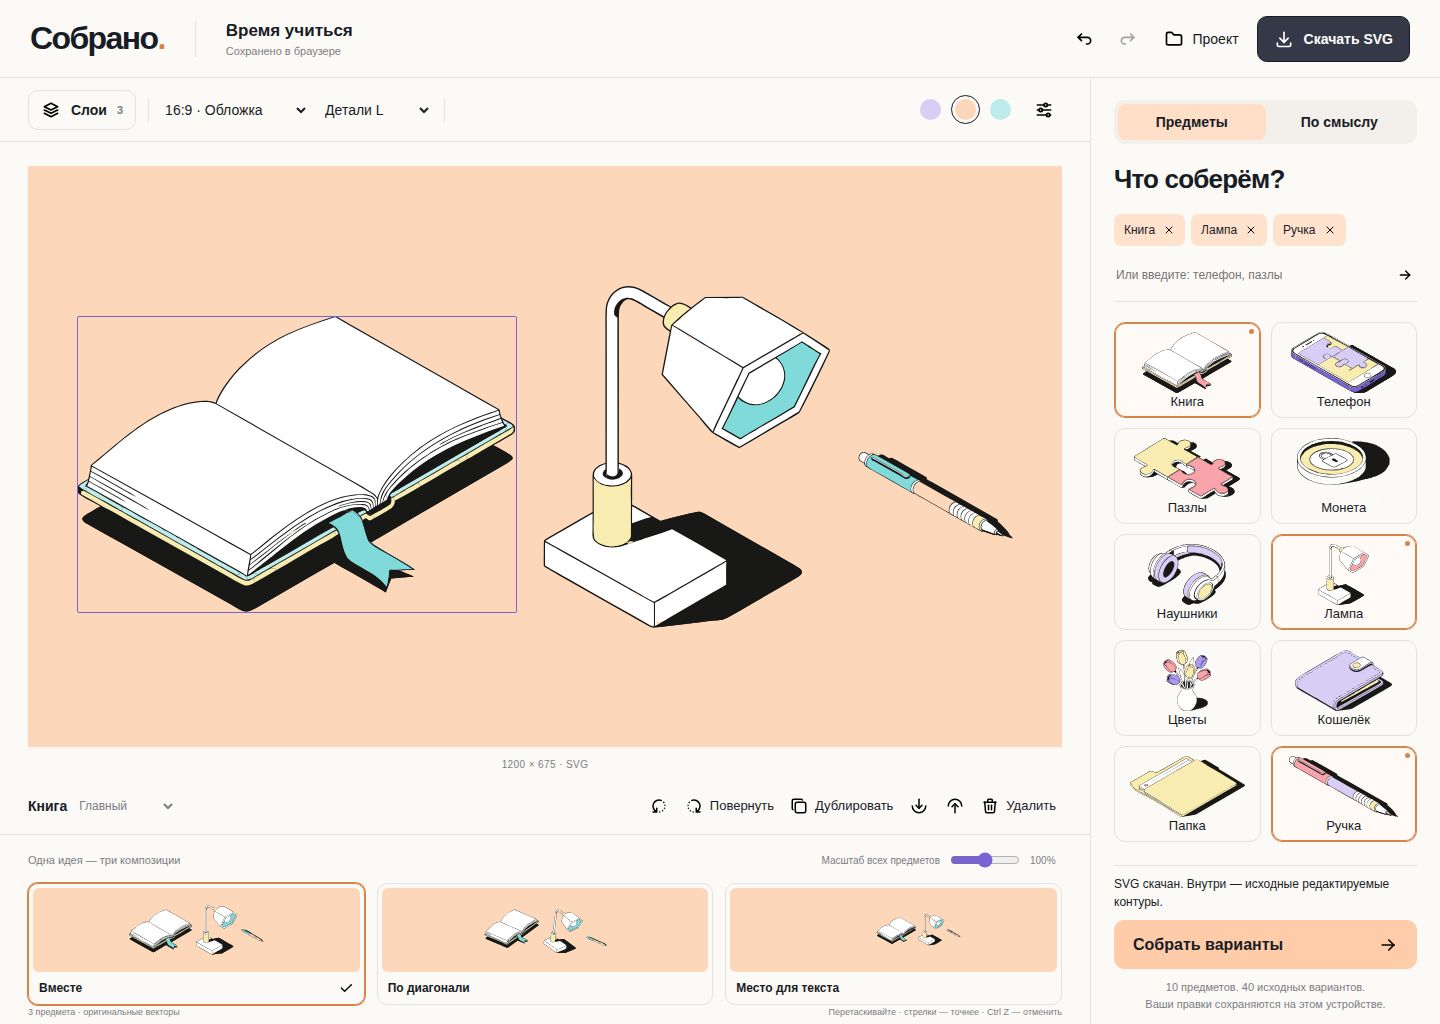 Собрано.
Время учиться
Сохранено в браузере
Проект
Скачать SVG
Слои 3
16:9 · Обложка
Детали L
1200 × 675 · SVG
Книга Главный
Повернуть
Дублировать
Удалить
Одна идея — три композиции
Масштаб всех предметов 100%
Вместе
По диагонали
Место для текста
3 предмета · оригинальные векторы
Перетаскивайте · стрелки — точнее · Ctrl Z — отменить
Предметы
По смыслу
Что соберём?
Книга
Лампа
Ручка
Или введите: телефон, пазлы
Книга
Телефон
Пазлы
Монета
Наушники
Лампа
Цветы
Кошелёк
Папка
Ручка
SVG скачан. Внутри — исходные редактируемые
контуры.
Собрать варианты
10 предметов. 40 исходных вариантов.
Ваши правки сохраняются на этом устройстве.